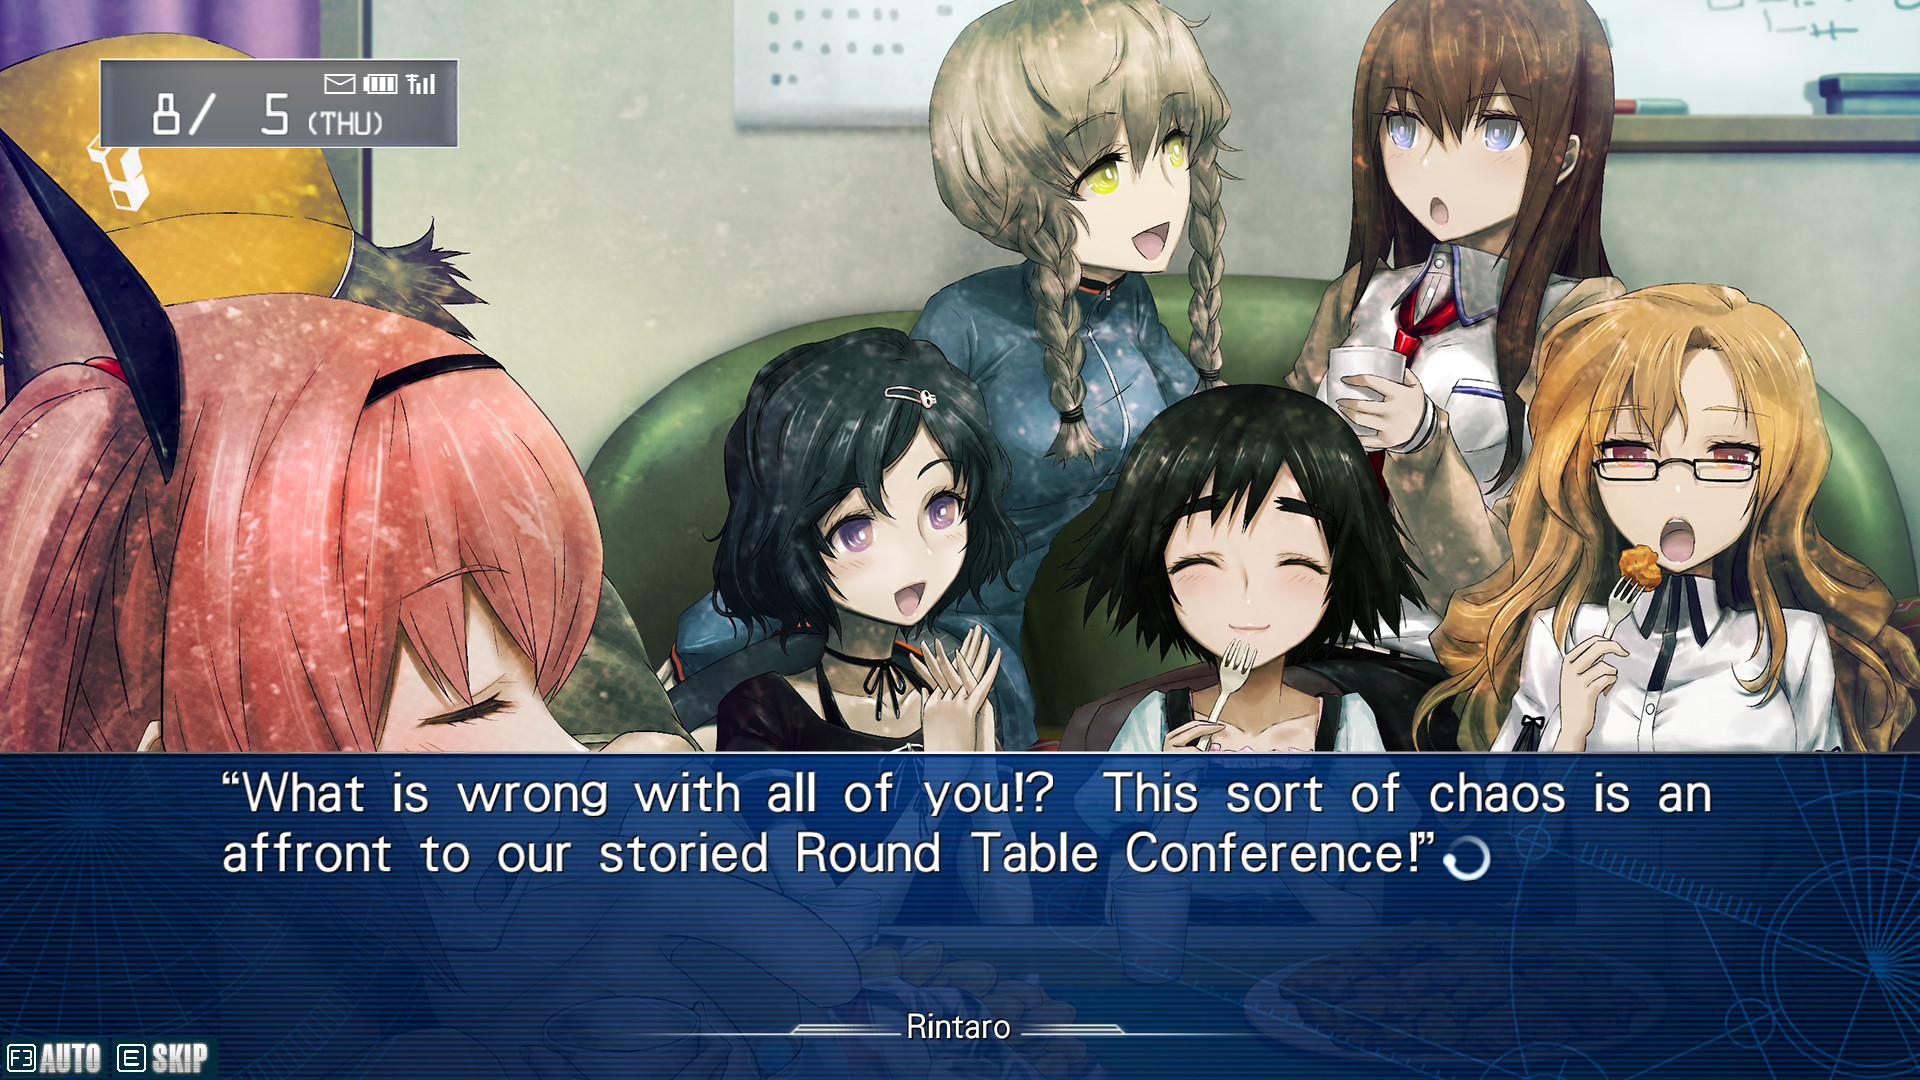 8/ 5 (THU)
“What is wrong with all of you!? This sort of chaos is an
affront to our storied Round Table Conference!”
Rintaro
F3 AUTO E SKIP